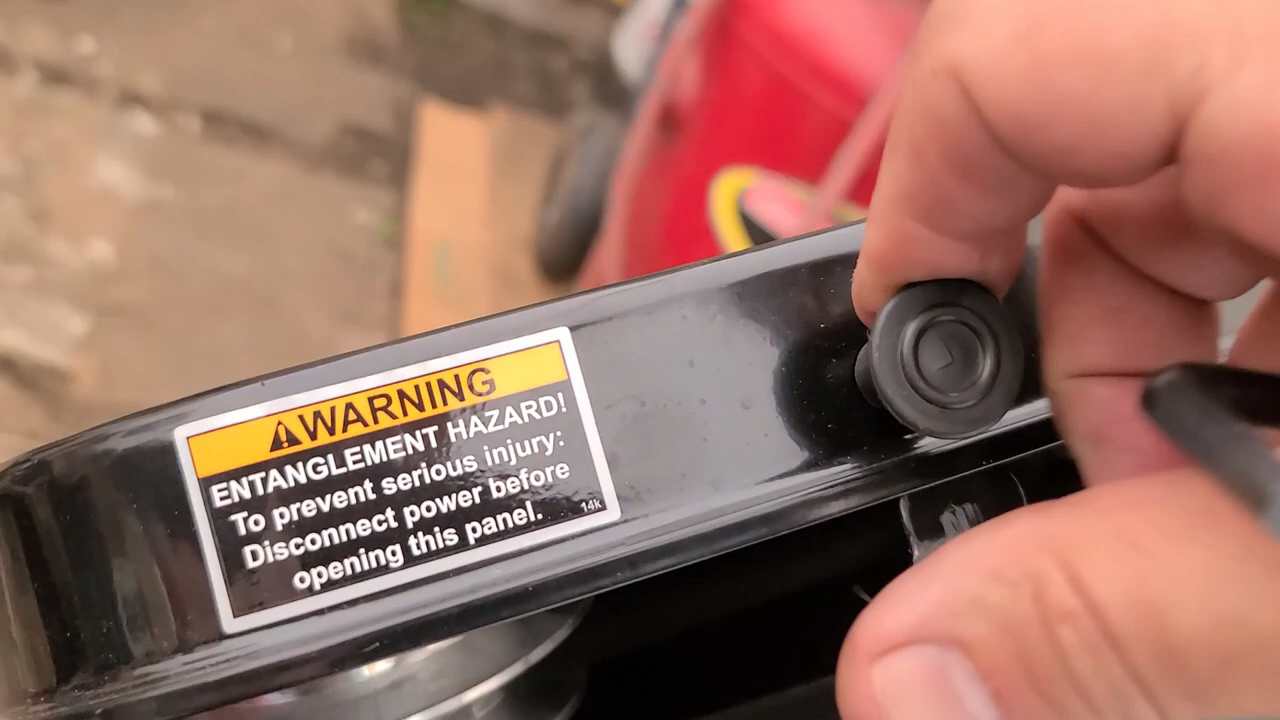 ⚠WARNING
ENTANGLEMENT HAZARD!
To prevent serious injury:
Disconnect power before
opening this panel.
14k